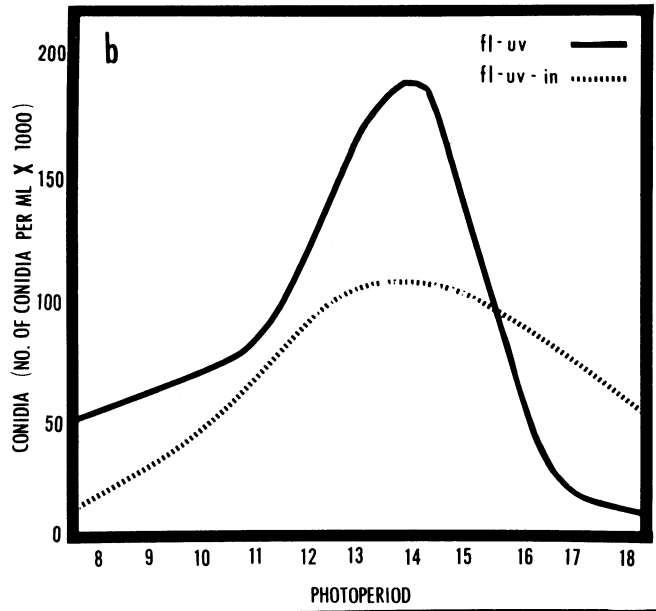 b
fl-uv
fl-uv-in
CONIDIA (NO. OF CONIDIA PER ML X 1000)
200
150
100
50
0
8 9 10 11 12 13 14 15 16 17 18
PHOTOPERIOD